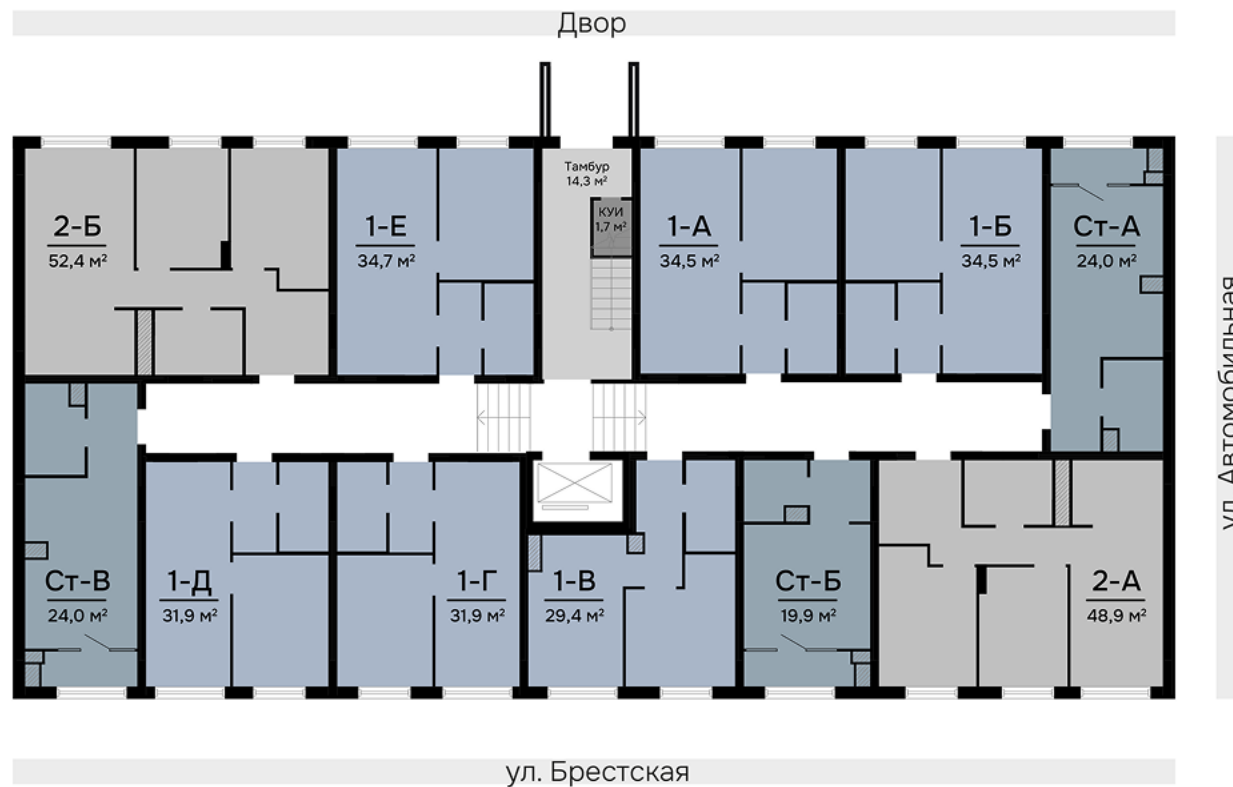 Двор
Тамбур
14,3 м²
КУИ
1,7 м²
2-Б
52,4 м²
1-Е
34,7 м²
1-А
34,5 м²
1-Б
34,5 м²
Ст-А
24,0 м²
ул. Автомобильная
Ст-В
24,0 м²
1-Д
31,9 м²
1-Г
31,9 м²
1-В
29,4 м²
Ст-Б
19,9 м²
2-А
48,9 м²
ул. Брестская